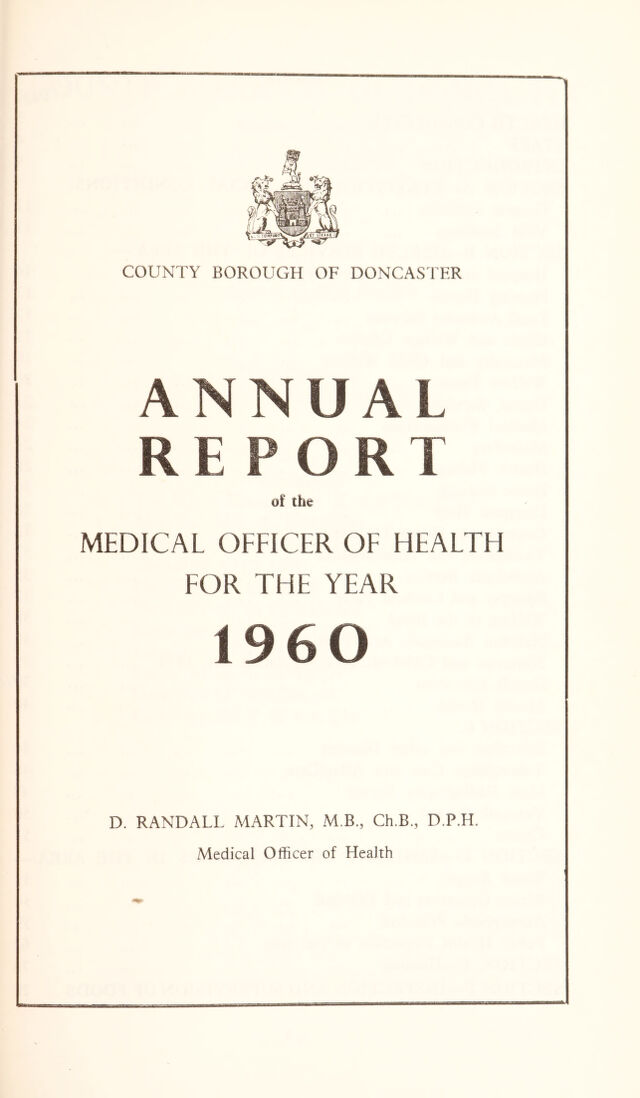 COUNTY BOROUGH OF DONCASTER
ANNUAL
REPORT
of the
MEDICAL OFFICER OF HEALTH
FOR THE YEAR
1960
D. RANDALL MARTIN, M.B., Ch.B., D.P.H.
Medical Officer of Health